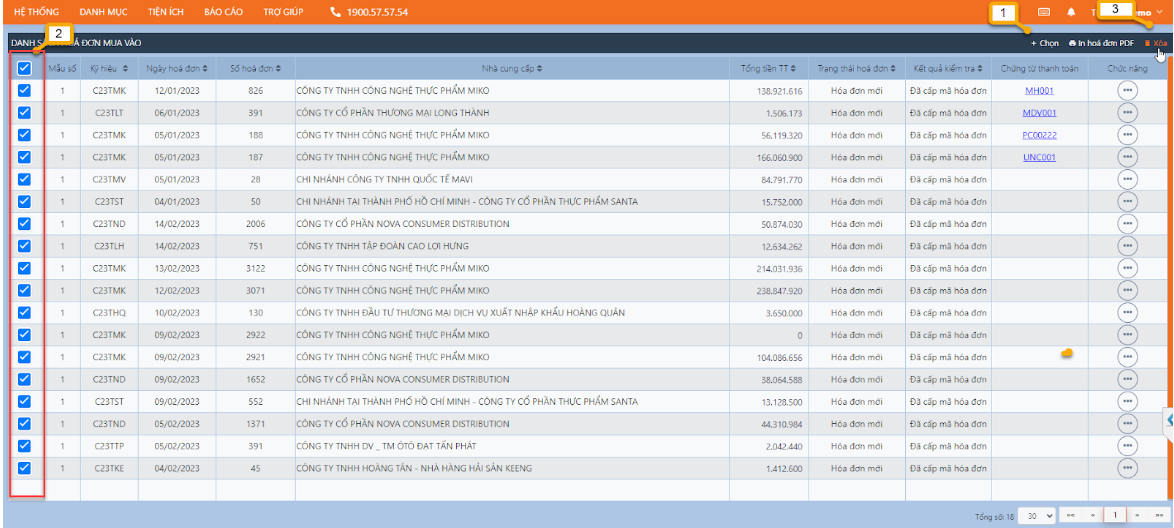 HỆ THỐNG DANH MỤC TIỆN ÍCH BÁO CÁO TRỢ GIÚP 1900.57.57.54 1 T 3 mo
DANH S 2 HOÁ ĐƠN MUA VÀO + Chọn In hoá đơn PDF Xóa
Mẫu số Ký hiệu Ngày hoá đơn Số hoá đơn Nhà cung cấp Tổng tiền TT Trạng thái hoá đơn Kết quả kiểm tra Chứng từ thanh toán Chức năng
1 C23TMK 12/01/2023 826 CÔNG TY TNHH CÔNG NGHỆ THỰC PHẨM MIKO 138.921.616 Hóa đơn mới Đã cấp mã hóa đơn MH001
1 C23TLT 06/01/2023 391 CÔNG TY CỔ PHẦN THƯƠNG MẠI LONG THÀNH 1.506.173 Hóa đơn mới Đã cấp mã hóa đơn MDV001
1 C23TMK 05/01/2023 188 CÔNG TY TNHH CÔNG NGHỆ THỰC PHẨM MIKO 56.119.320 Hóa đơn mới Đã cấp mã hóa đơn PC00222
1 C23TMK 05/01/2023 187 CÔNG TY TNHH CÔNG NGHỆ THỰC PHẨM MIKO 166.060.900 Hóa đơn mới Đã cấp mã hóa đơn UNC001
1 C23TMV 05/01/2023 28 CHI NHÁNH CÔNG TY TNHH QUỐC TẾ MAVI 84.791.770 Hóa đơn mới Đã cấp mã hóa đơn
1 C23TST 04/01/2023 50 CHI NHÁNH TẠI THÀNH PHỐ HỒ CHÍ MINH - CÔNG TY CỔ PHẦN THỰC PHẨM SANTA 15.752.000 Hóa đơn mới Đã cấp mã hóa đơn
1 C23TND 14/02/2023 2006 CÔNG TY CỔ PHẦN NOVA CONSUMER DISTRIBUTION 50.874.030 Hóa đơn mới Đã cấp mã hóa đơn
1 C23TLH 14/02/2023 751 CÔNG TY TNHH TẬP ĐOÀN CAO LỢI HƯNG 12.634.262 Hóa đơn mới Đã cấp mã hóa đơn
1 C23TMK 13/02/2023 3122 CÔNG TY TNHH CÔNG NGHỆ THỰC PHẨM MIKO 214.031.936 Hóa đơn mới Đã cấp mã hóa đơn
1 C23TMK 12/02/2023 3071 CÔNG TY TNHH CÔNG NGHỆ THỰC PHẨM MIKO 238.847.920 Hóa đơn mới Đã cấp mã hóa đơn
1 C23THQ 10/02/2023 130 CÔNG TY TNHH ĐẦU TƯ THƯƠNG MẠI DỊCH VỤ XUẤT NHẬP KHẨU HOÀNG QUÂN 3.650.000 Hóa đơn mới Đã cấp mã hóa đơn
1 C23TMK 09/02/2023 2922 CÔNG TY TNHH CÔNG NGHỆ THỰC PHẨM MIKO 0 Hóa đơn mới Đã cấp mã hóa đơn
1 C23TMK 09/02/2023 2921 CÔNG TY TNHH CÔNG NGHỆ THỰC PHẨM MIKO 104.086.656 Hóa đơn mới Đã cấp mã hóa đơn
1 C23TND 09/02/2023 1652 CÔNG TY CỔ PHẦN NOVA CONSUMER DISTRIBUTION 38.064.588 Hóa đơn mới Đã cấp mã hóa đơn
1 C23TST 09/02/2023 552 CHI NHÁNH TẠI THÀNH PHỐ HỒ CHÍ MINH - CÔNG TY CỔ PHẦN THỰC PHẨM SANTA 13.128.500 Hóa đơn mới Đã cấp mã hóa đơn
1 C23TND 05/02/2023 1371 CÔNG TY CỔ PHẦN NOVA CONSUMER DISTRIBUTION 44.310.984 Hóa đơn mới Đã cấp mã hóa đơn
1 C23TTP 05/02/2023 391 CÔNG TY TNHH DV _ TM ÔTÔ ĐẠT TẤN PHÁT 2.042.440 Hóa đơn mới Đã cấp mã hóa đơn
1 C23TKE 04/02/2023 45 CÔNG TY TNHH HOÀNG TÂN - NHÀ HÀNG HẢI SẢN KEENG 1.412.600 Hóa đơn mới Đã cấp mã hóa đơn
Tổng số: 18 30 «« « 1 » »»